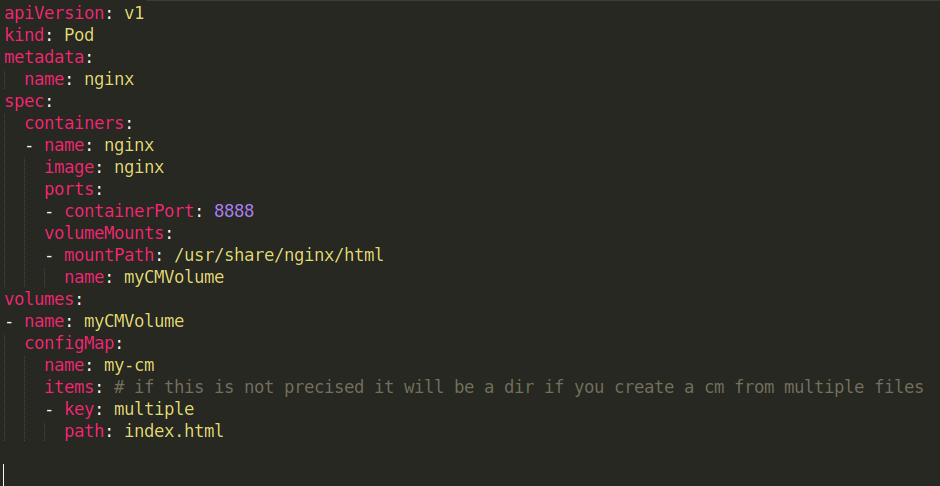 apiVersion: v1
kind: Pod
metadata:
  name: nginx
spec:
  containers:
  - name: nginx
    image: nginx
    ports:
    - containerPort: 8888
    volumeMounts:
    - mountPath: /usr/share/nginx/html
      name: myCMVolume
volumes:
- name: myCMVolume
  configMap:
    name: my-cm
    items: # if this is not precised it will be a dir if you create a cm from multiple files
    - key: multiple
      path: index.html